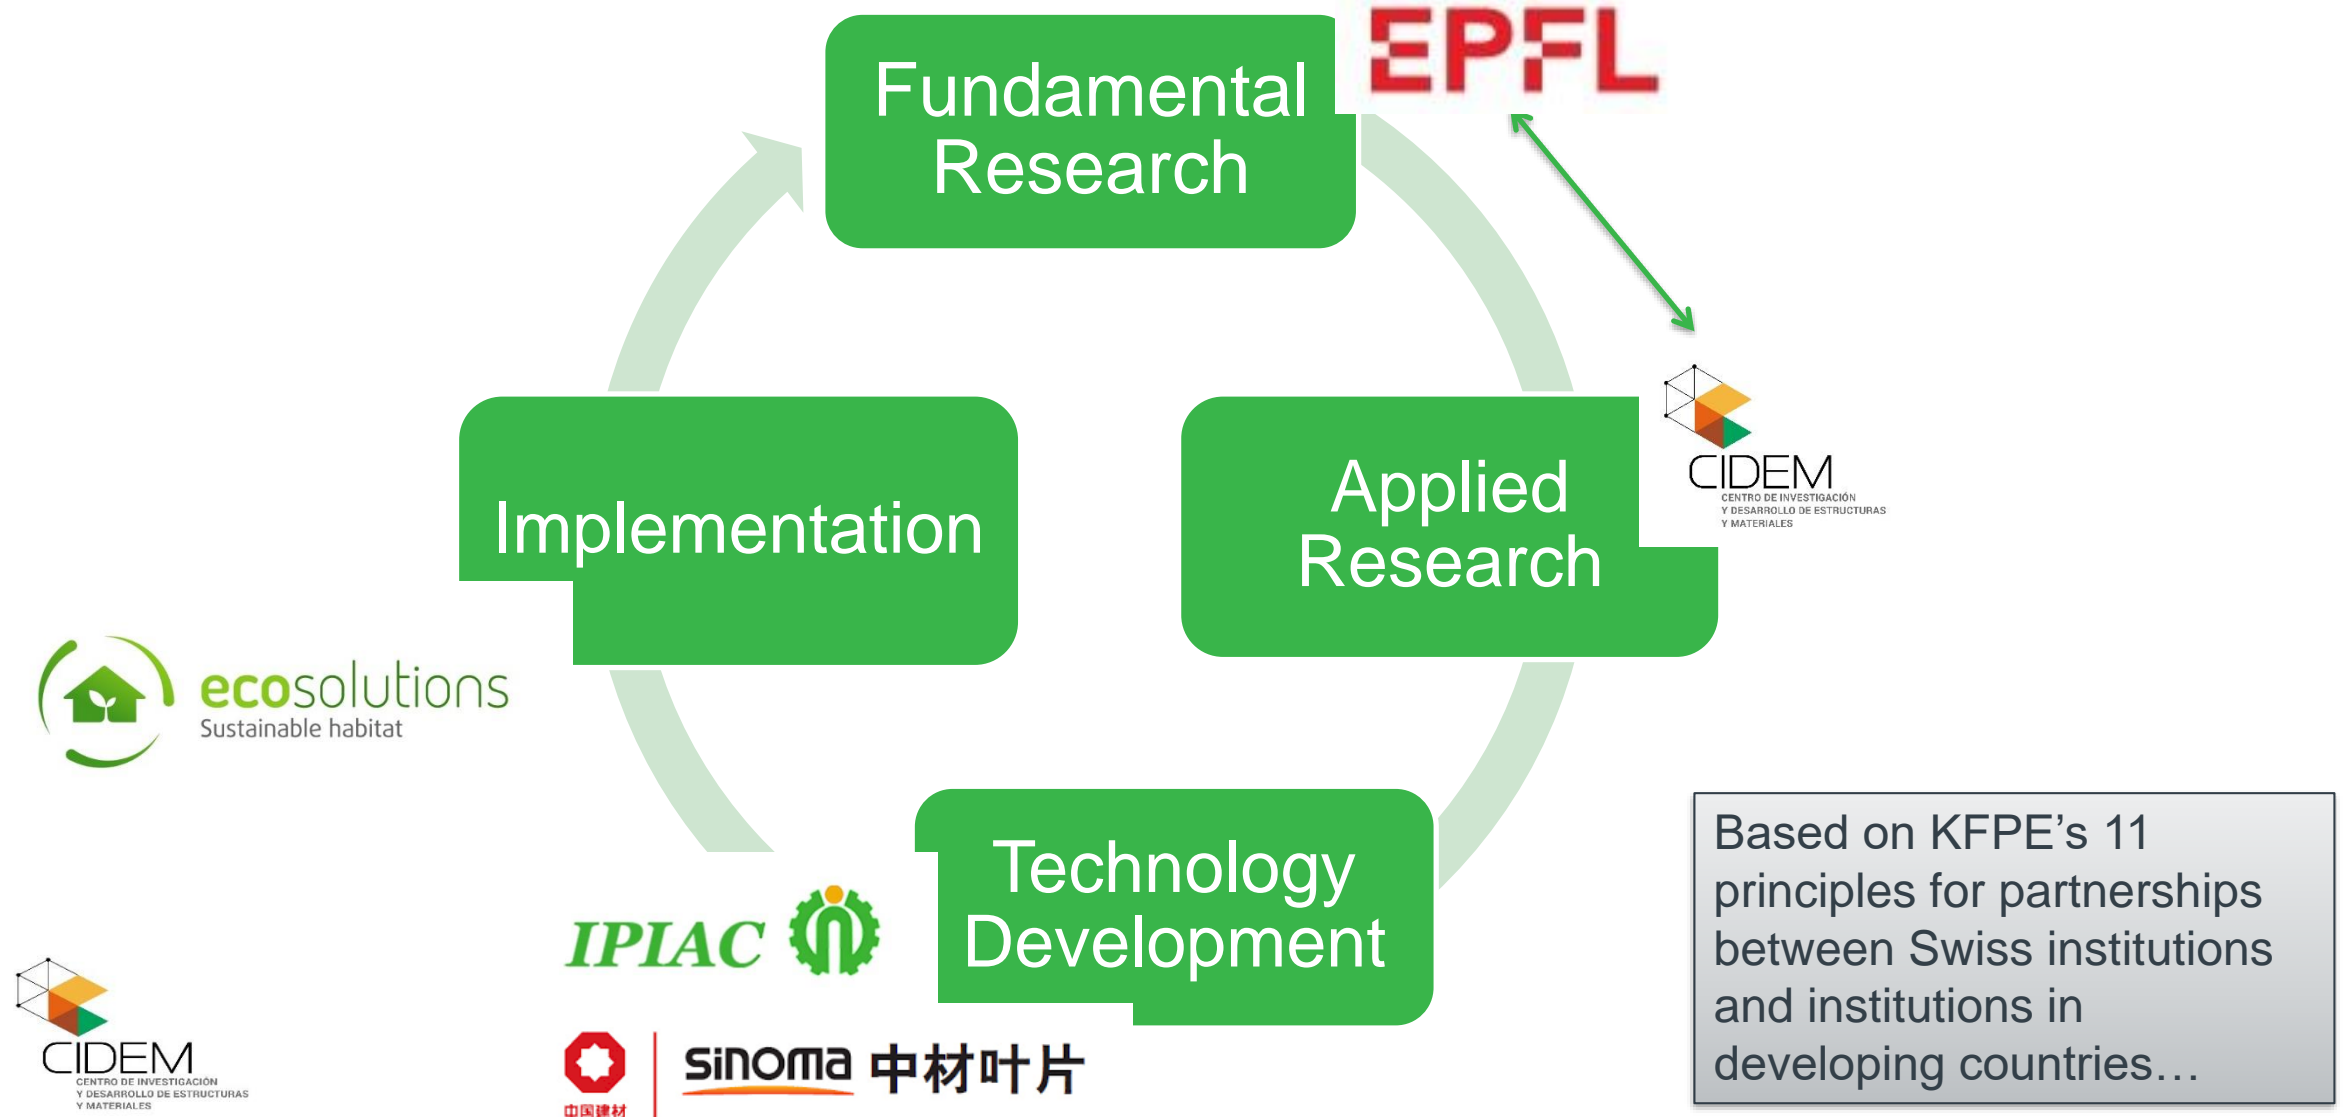 Fundamental
Research
EPFL
Implementation
Applied
Research
CIDEM
CENTRO DE INVESTIGACIÓN
Y DESARROLLO DE ESTRUCTURAS
Y MATERIALES
ecosolutions
Sustainable habitat
Technology
Development
IPIAC
Based on KFPE’s 11
principles for partnerships
between Swiss institutions
and institutions in
developing countries…
CIDEM
CENTRO DE INVESTIGACIÓN
Y DESARROLLO DE ESTRUCTURAS
Y MATERIALES
中国建材
sinoma 中材叶片